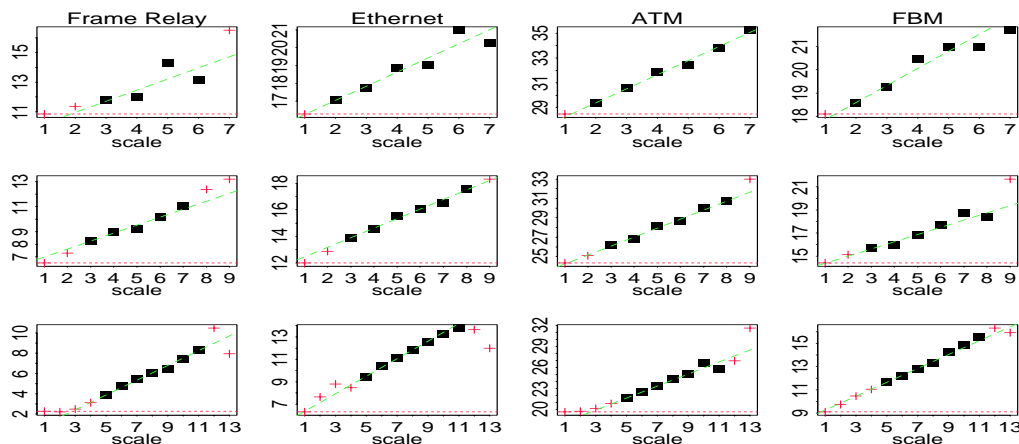 Frame Relay Ethernet ATM FBM
11 13 15
1 2 3 4 5 6 7
scale
17 18 19 20 21
1 2 3 4 5 6 7
scale
29 31 33 35
1 2 3 4 5 6 7
scale
18 19 20 21
1 2 3 4 5 6 7
scale
7 8 9 11 13
1 2 3 4 5 6 7 8 9
scale
12 14 16 18
1 2 3 4 5 6 7 8 9
scale
25 27 29 31 33
1 2 3 4 5 6 7 8 9
scale
15 17 19 21
1 2 3 4 5 6 7 8 9
scale
2 4 6 8 10
1 3 5 7 9 11 13
scale
7 9 11 13
1 3 5 7 9 11 13
scale
20 23 26 29 32
1 3 5 7 9 11 13
scale
9 11 13 15
1 3 5 7 9 11 13
scale